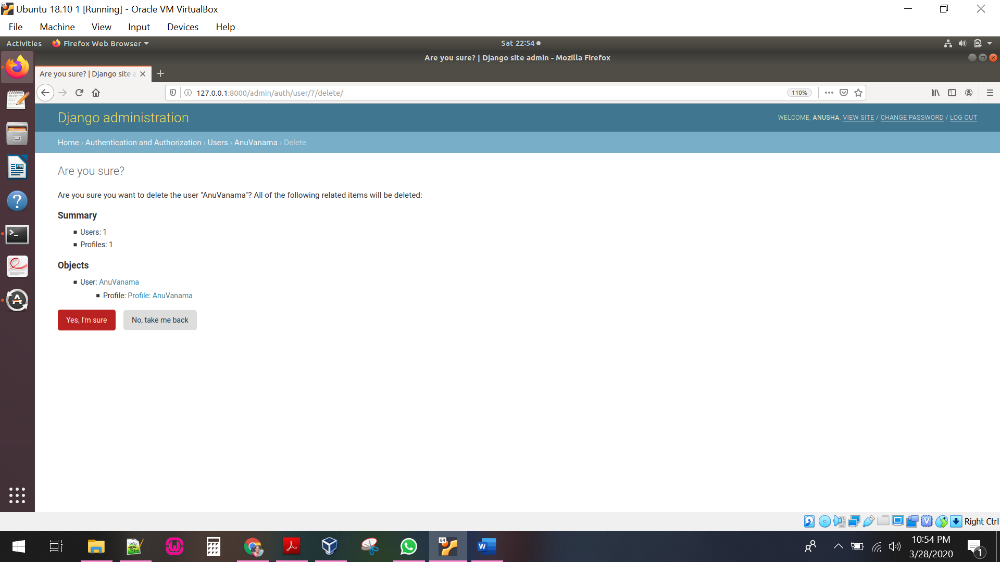 Ubuntu 18.10 1 [Running] - Oracle VM VirtualBox
File Machine View Input Devices Help
Activities Firefox Web Browser Sat 22:54
Are you sure? | Django site admin - Mozilla Firefox
Are you sure? | Django site a
127.0.0.1:8000/admin/auth/user/7/delete/ 110%
Django administration
WELCOME, ANUSHA. VIEW SITE / CHANGE PASSWORD / LOG OUT
Home › Authentication and Authorization › Users › AnuVanama › Delete
Are you sure?
Are you sure you want to delete the user "AnuVanama"? All of the following related items will be deleted:
Summary
Users: 1
Profiles: 1
Objects
User: AnuVanama
Profile: Profile: AnuVanama
Yes, I'm sure No, take me back
Right Ctrl
10:54 PM
3/28/2020
1